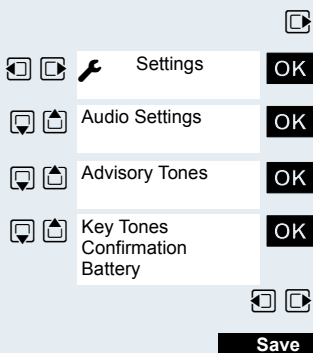 Settings OK
Audio Settings OK
Advisory Tones OK
Key Tones OK
Confirmation
Battery
Save